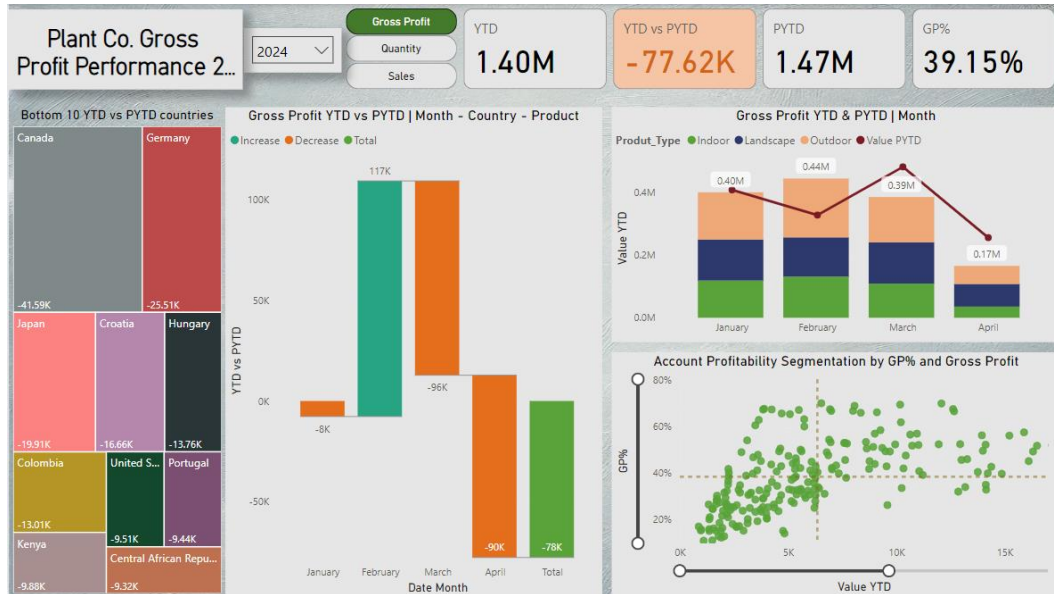 Plant Co. Gross
Profit Performance 2...
2024
Gross Profit
Quantity
Sales
YTD
1.40M
YTD vs PYTD
-77.62K
PYTD
1.47M
GP%
39.15%
Bottom 10 YTD vs PYTD countries
Canada
-41.59K
Germany
-25.51K
Japan
-19.91K
Croatia
-16.66K
Hungary
-13.76K
Colombia
-13.01K
United S...
-9.51K
Portugal
-9.44K
Kenya
-9.88K
Central African Repu...
-9.32K
Gross Profit YTD vs PYTD | Month - Country - Product
Increase Decrease Total
YTD vs PYTD
100K
50K
0K
-50K
-8K
117K
-96K
-90K
-78K
January February March April Total
Date Month
Gross Profit YTD & PYTD | Month
Produt_Type Indoor Landscape Outdoor Value PYTD
Value YTD
0.4M
0.2M
0.0M
0.40M
0.44M
0.39M
0.17M
January February March April
Account Profitability Segmentation by GP% and Gross Profit
GP%
80%
60%
40%
20%
0K 5K 10K 15K
Value YTD